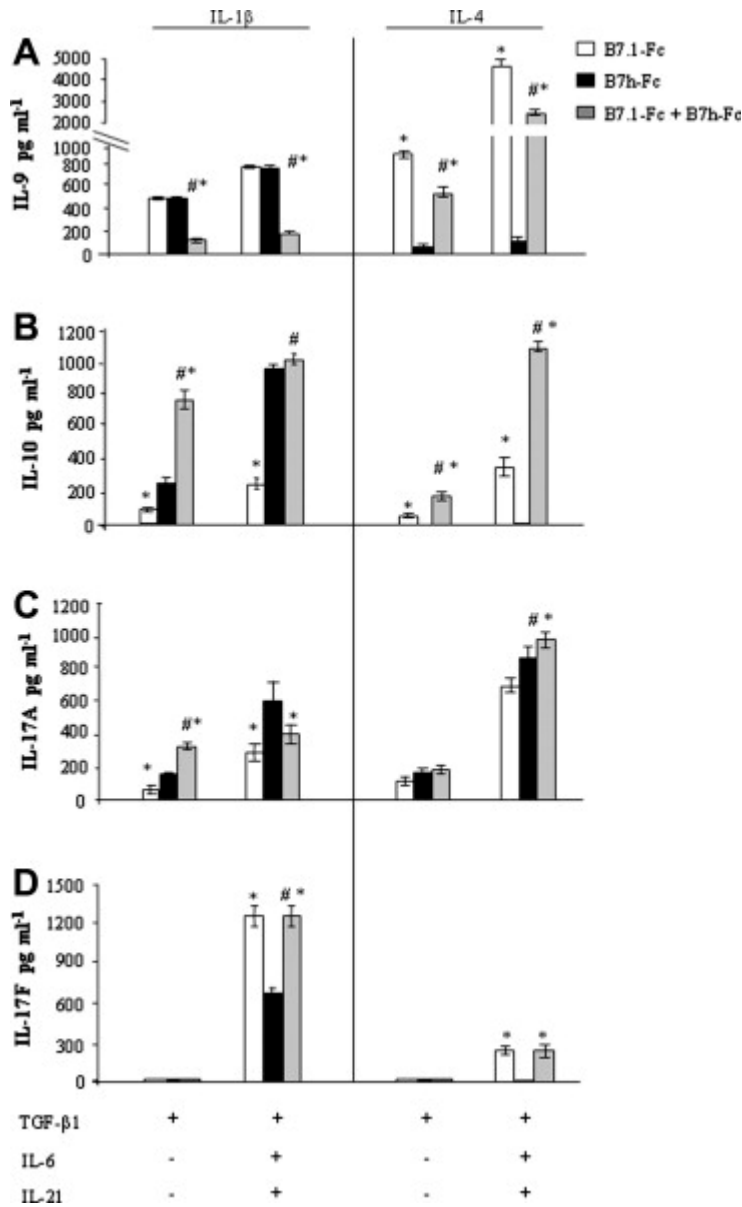 IL-1β IL-4
A
IL-9 pg ml-1
5000
4000
3000
2000
1000
800
600
400
200
0
#* #* * #* * #*
B7.1-Fc
B7h-Fc
B7.1-Fc + B7h-Fc
B
IL-10 pg ml-1
1200
1000
800
600
400
200
0
* #* * # * # * * # *
C
IL-17A pg ml-1
1200
1000
800
600
400
200
0
* #* * * # *
D
IL-17F pg ml-1
1500
1200
900
600
300
0
* # * * *
TGF-β1 + + + +
IL-6 - + - +
IL-21 - + - +